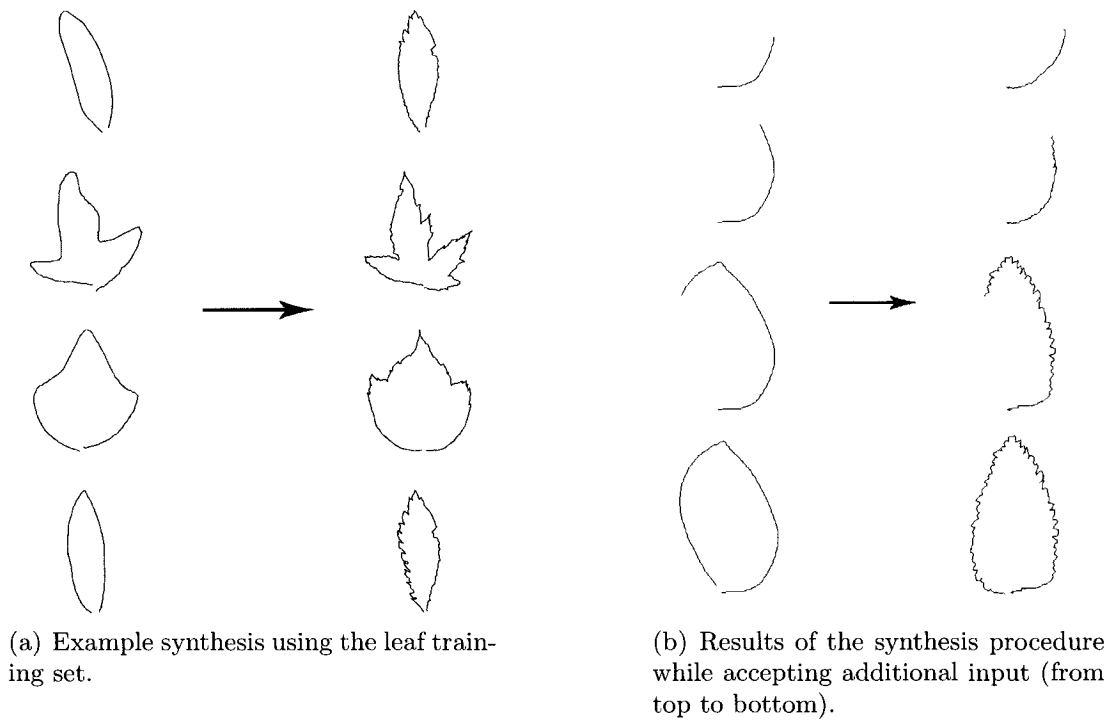 (a) Example synthesis using the leaf train-
ing set.
(b) Results of the synthesis procedure
while accepting additional input (from
top to bottom).